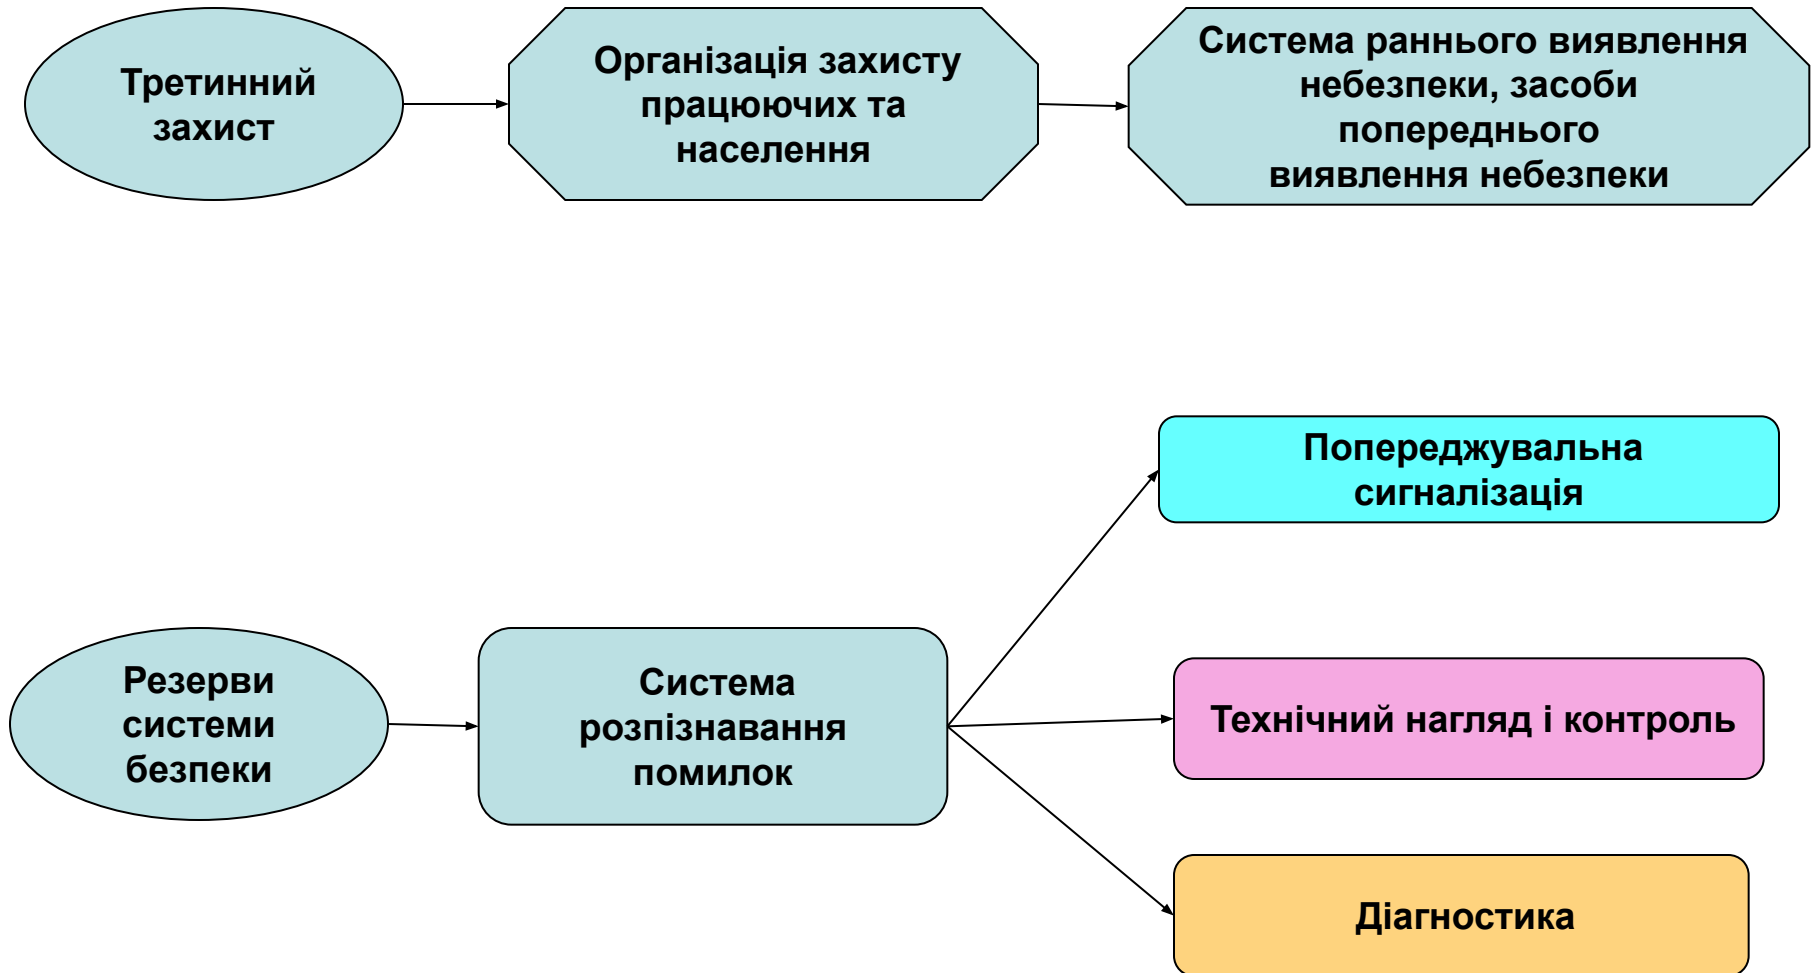 Третинний
захист
Організація захисту
працюючих та
населення
Система раннього виявлення
небезпеки, засоби
попереднього
виявлення небезпеки
Попереджувальна
сигналізація
Резерви
системи
безпеки
Система
розпізнавання
помилок
Технічний нагляд і контроль
Діагностика